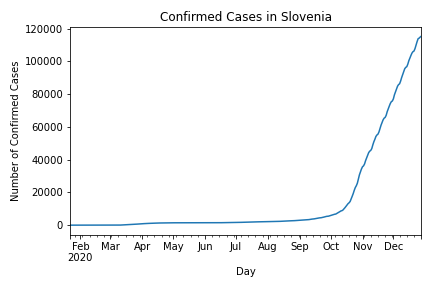 Confirmed Cases in Slovenia
120000
100000
80000
60000
40000
20000
0
Number of Confirmed Cases
Feb Mar Apr May Jun Jul Aug Sep Oct Nov Dec
2020
Day